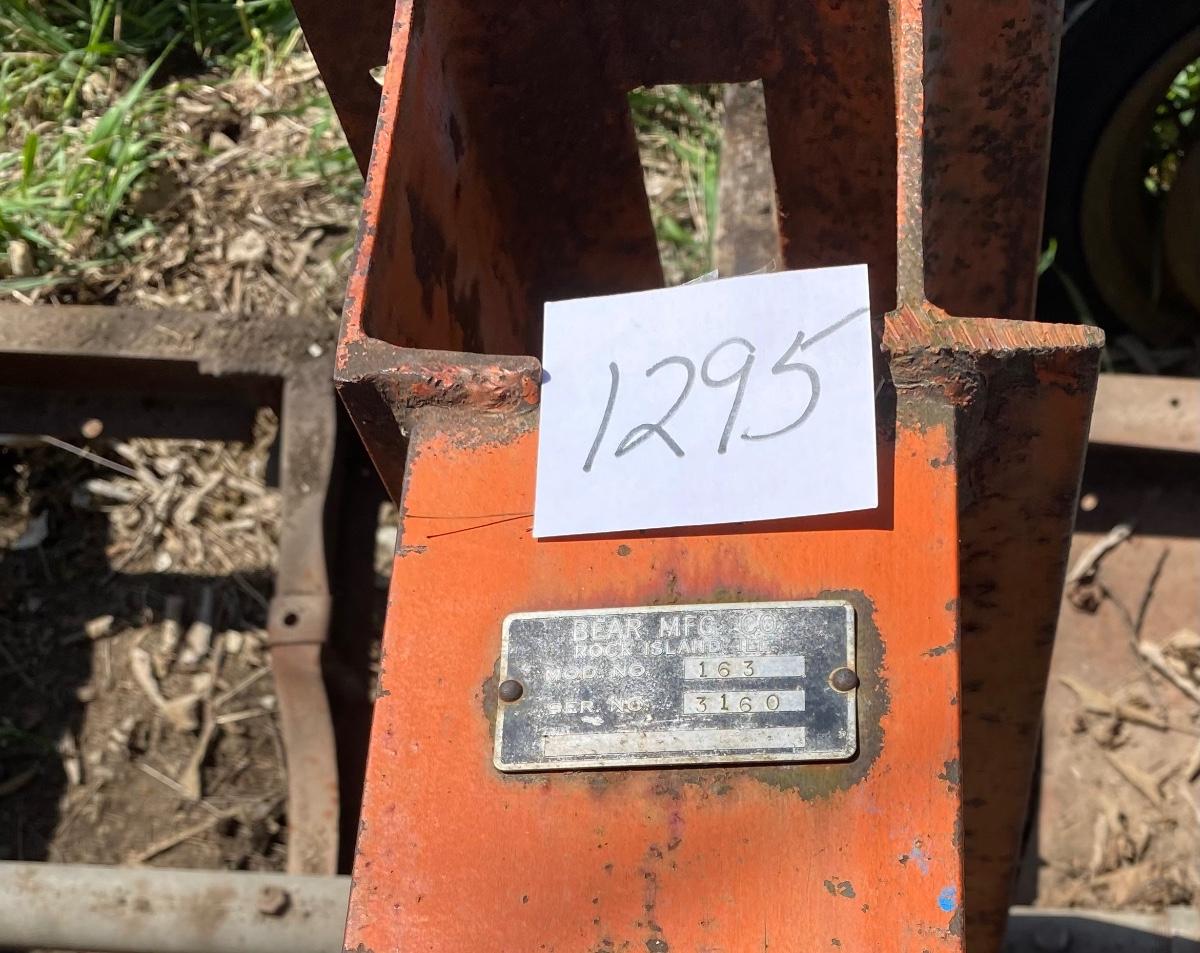 1295
BEAR MFG. CO.
ROCK ISLAND, ILL.
MOD. NO. 163
SER. NO. 3160